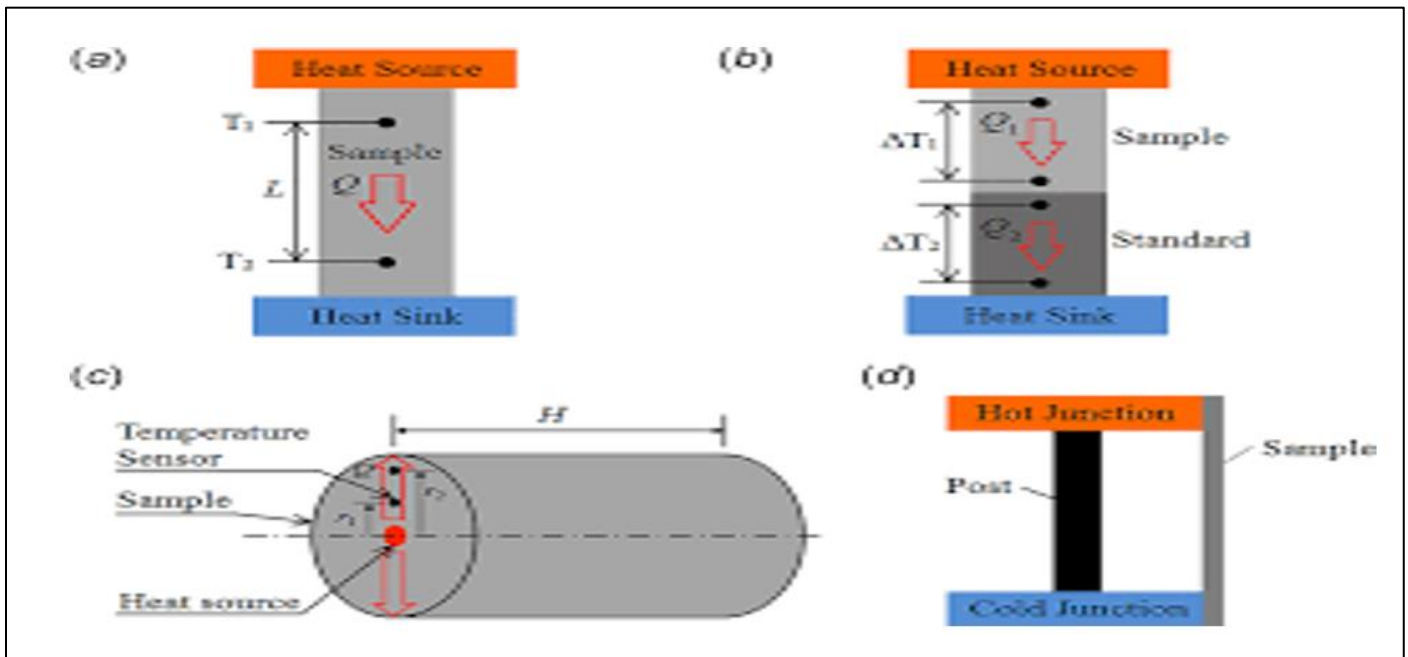 (a)
Heat Source
T₁
Sample
L
Q
T₂
Heat Sink
(b)
Heat Source
Q₁
ΔT₁
Sample
Q₂
ΔT₂
Standard
Heat Sink
(c)
H
Temperature
Sensor
Sample
r₁
Heat source
(d)
Hot Junction
Sample
Post
Cold Junction